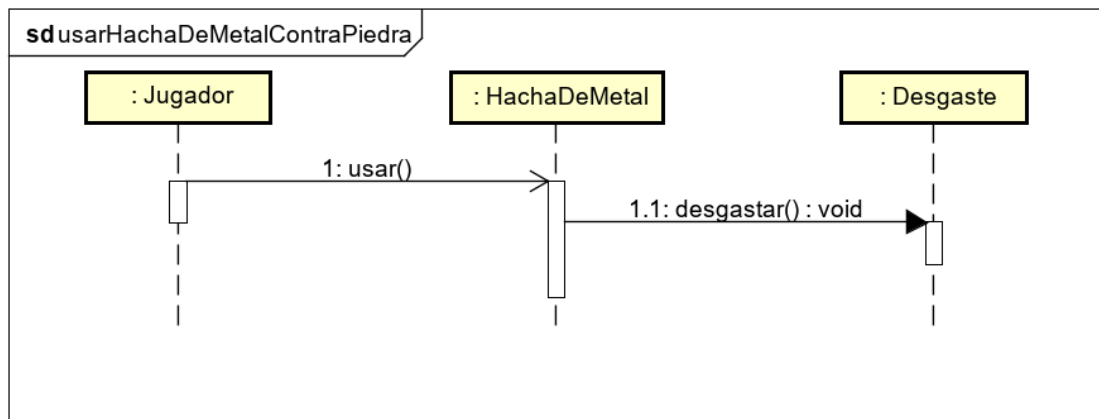 sd usarHachaDeMetalContraPiedra
: Jugador
: HachaDeMetal
: Desgaste
1: usar()
1.1: desgastar() : void